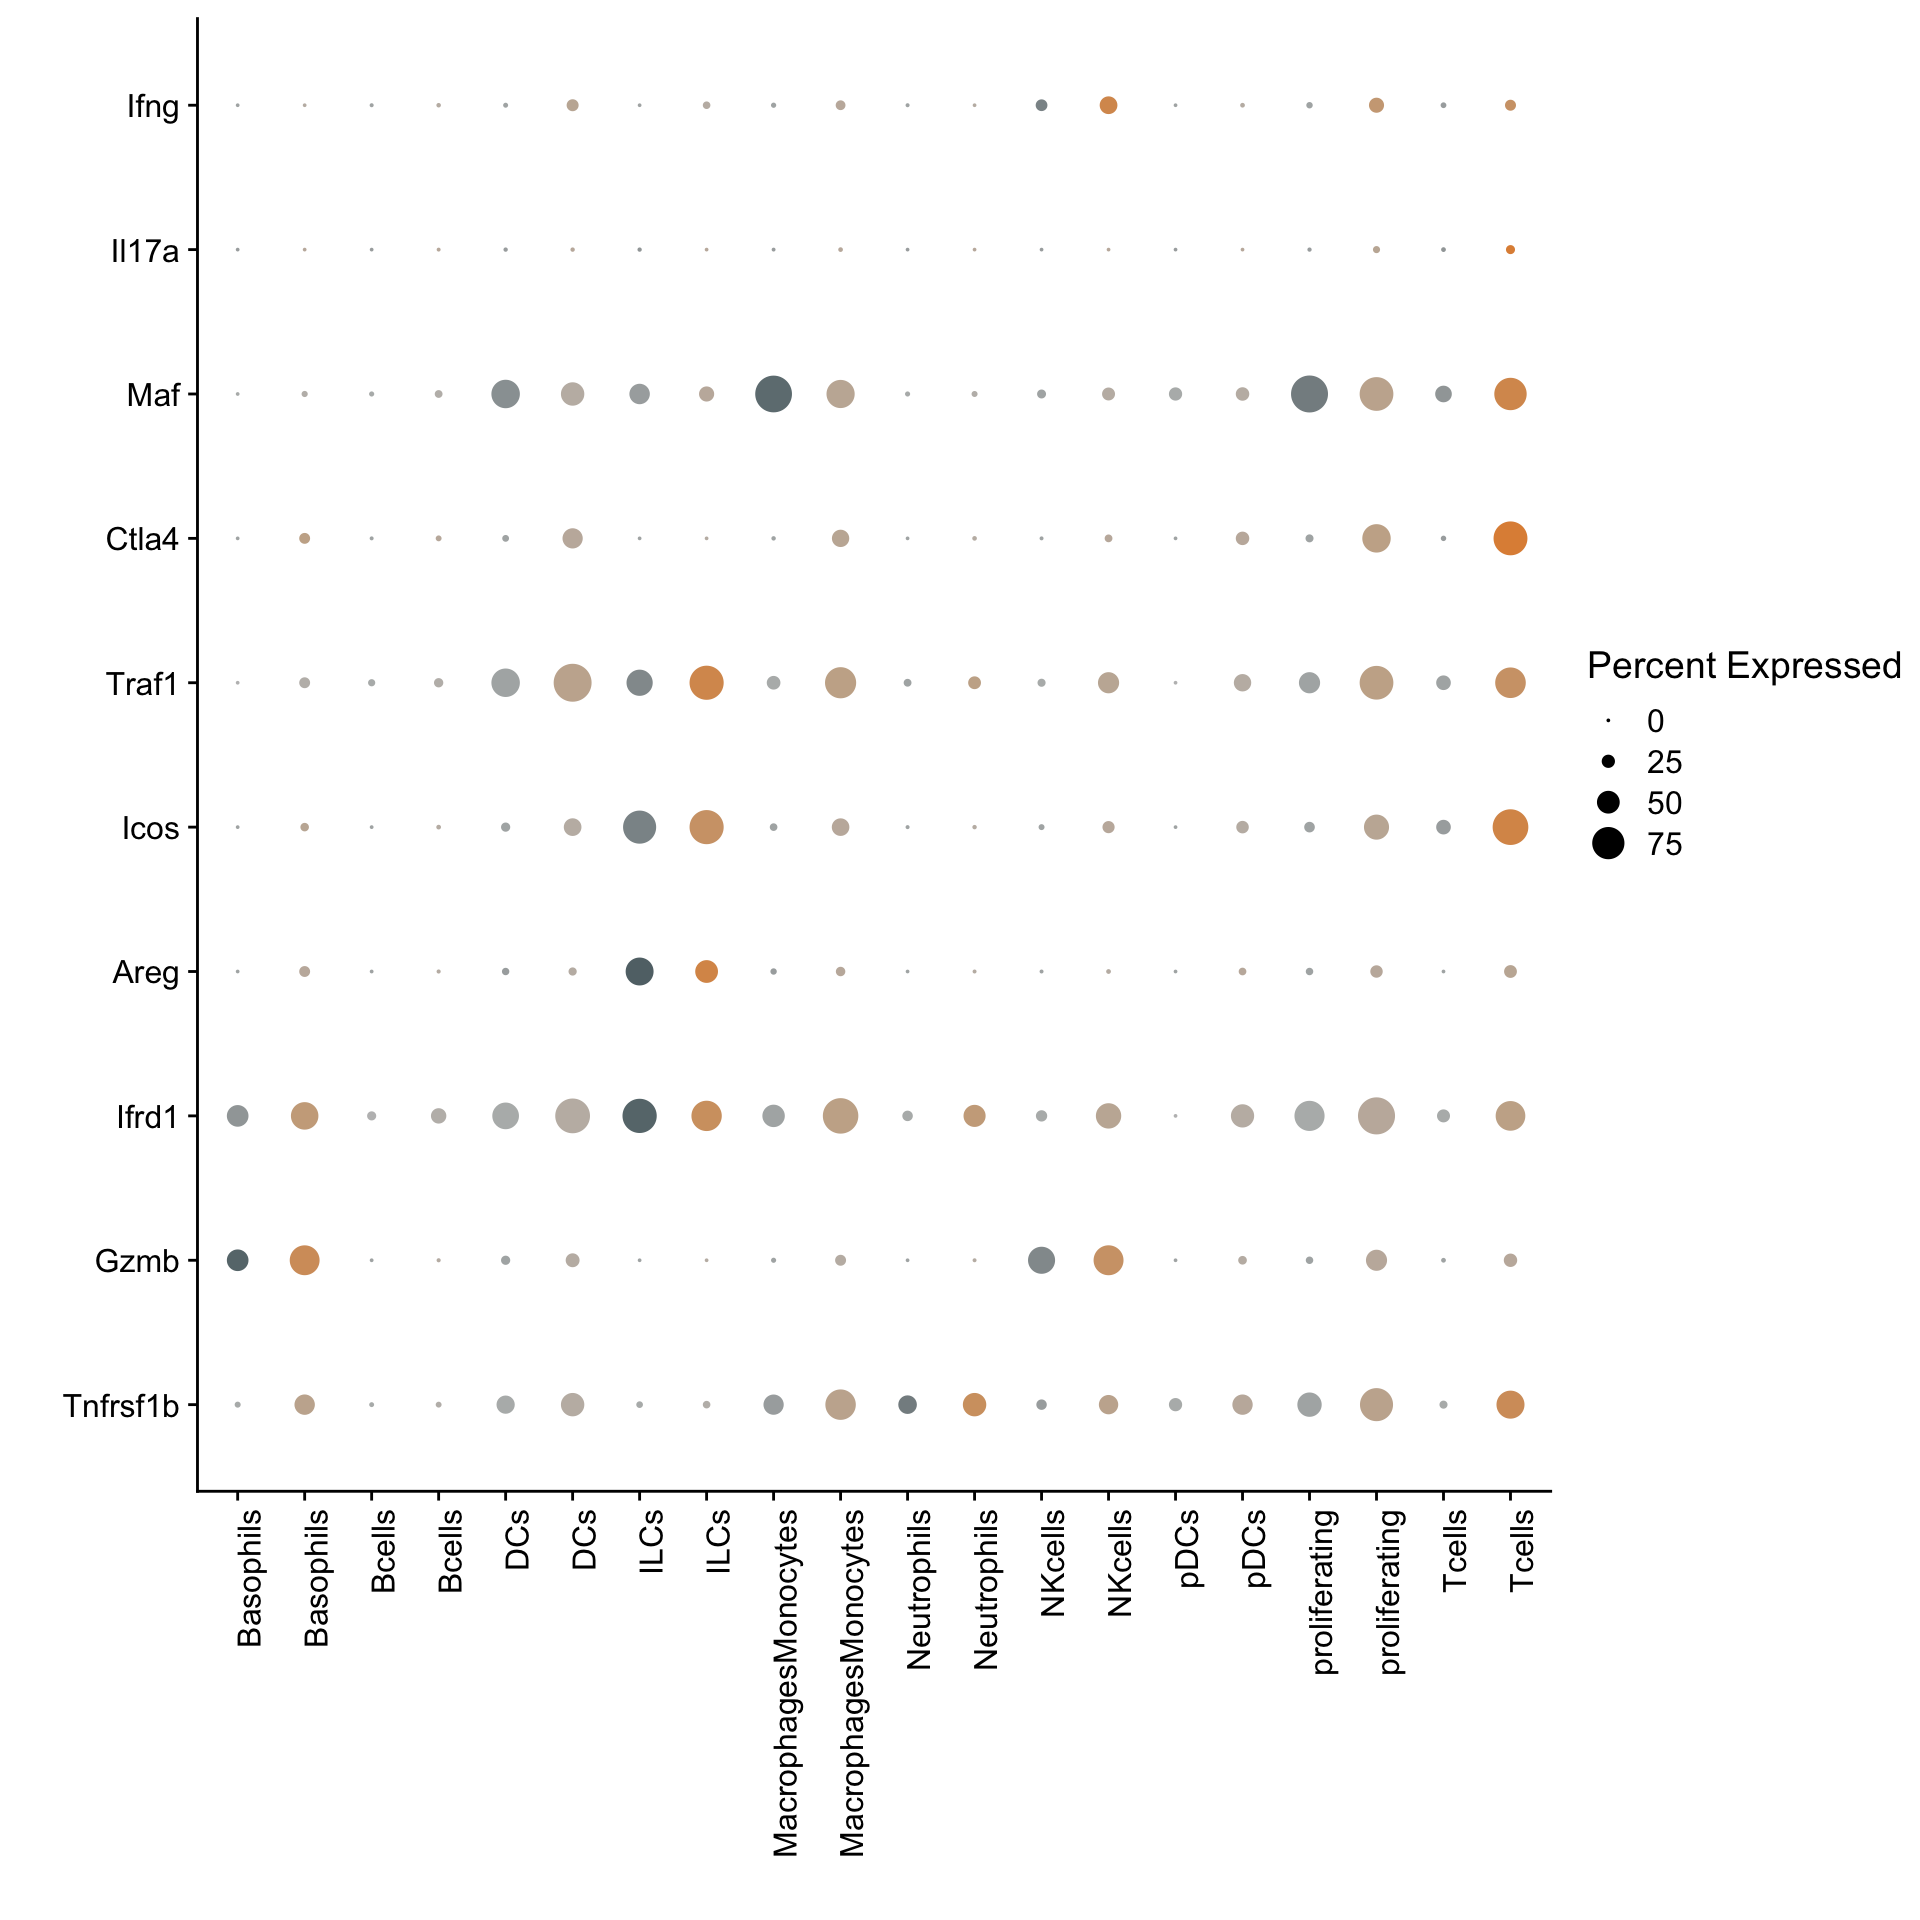 Ifng
Il17a
Maf
Ctla4
Traf1
Icos
Areg
Ifrd1
Gzmb
Tnfrsf1b
Basophils
Basophils
Bcells
Bcells
DCs
DCs
ILCs
ILCs
MacrophagesMonocytes
MacrophagesMonocytes
Neutrophils
Neutrophils
NKcells
NKcells
pDCs
pDCs
proliferating
proliferating
Tcells
Tcells
Percent Expressed
0
25
50
75